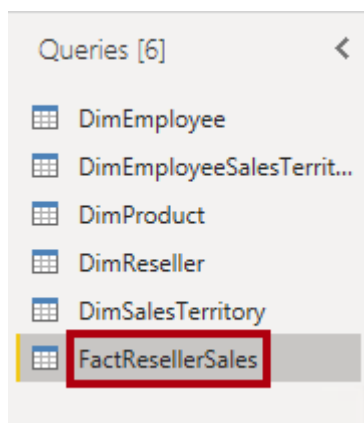 Queries [6]
DimEmployee
DimEmployeeSalesTerrit...
DimProduct
DimReseller
DimSalesTerritory
FactResellerSales